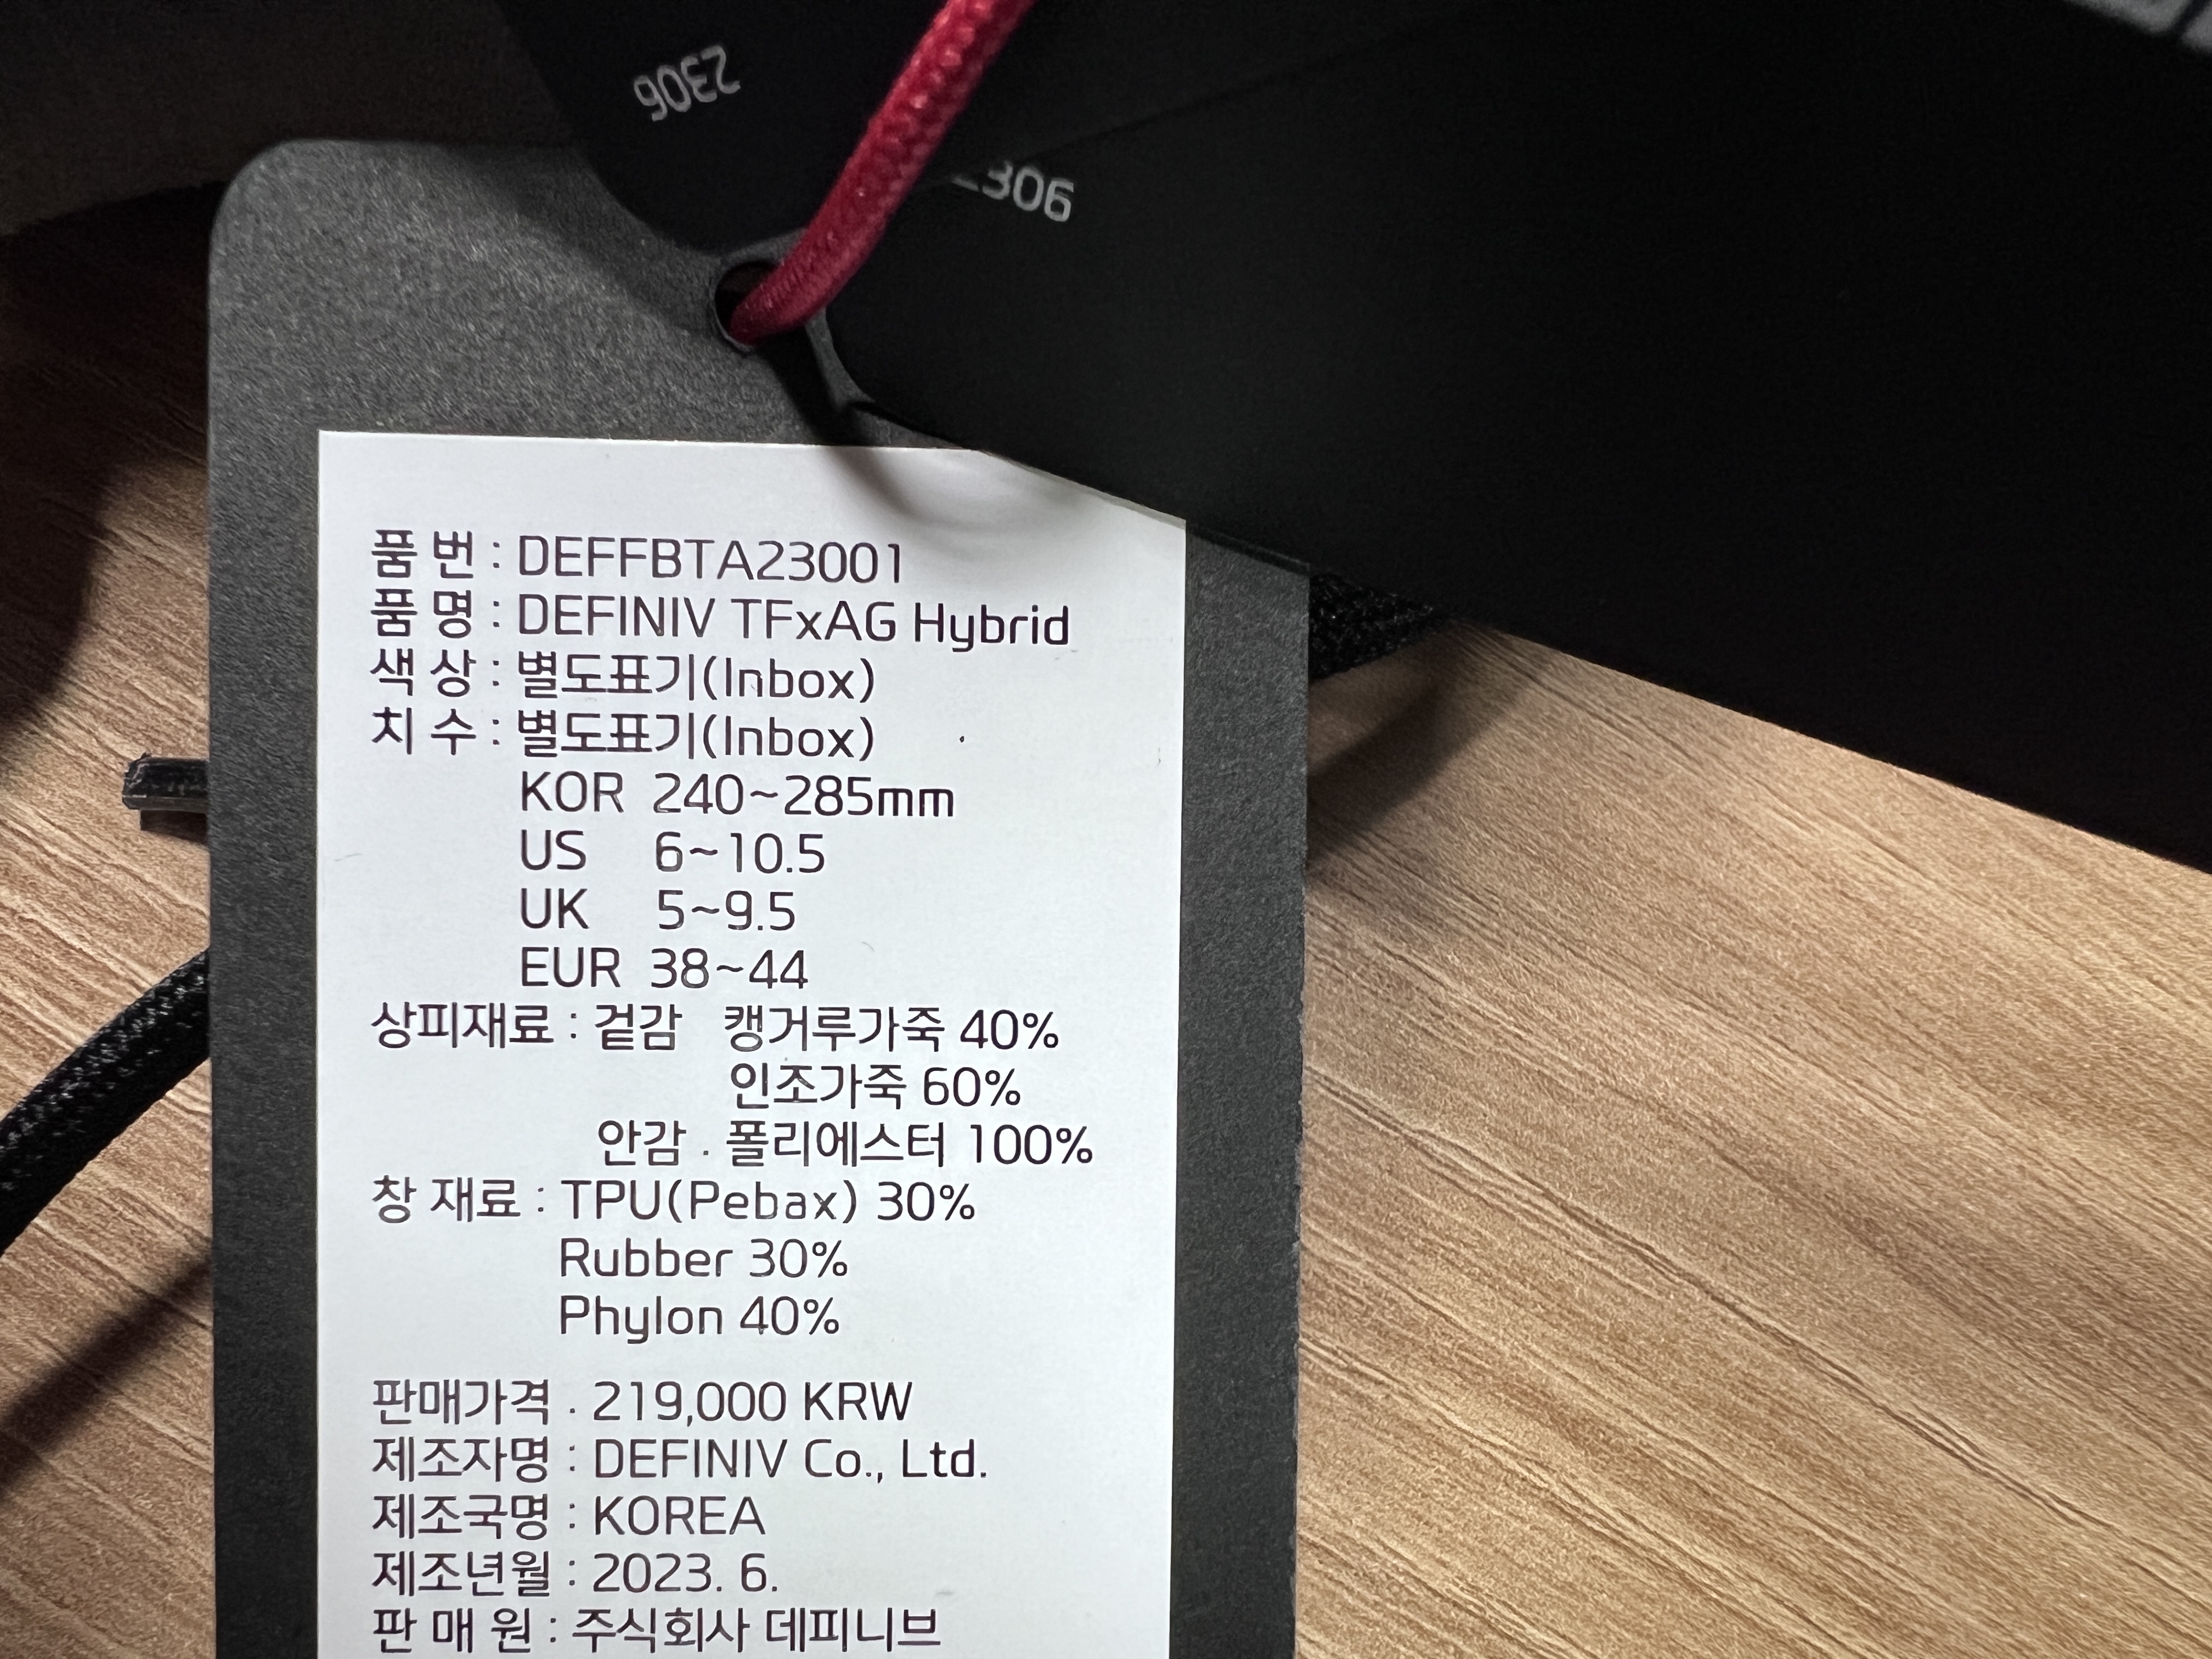 2306
306
품 번 : DEFFBTA23001
품 명 : DEFINIV TFxAG Hybrid
색 상 : 별도표기(Inbox)
치 수 : 별도표기(Inbox)
KOR 240~285mm
US 6~10.5
UK 5~9.5
EUR 38~44
상피재료 : 겉감 캥거루가죽 40%
인조가죽 60%
안감 . 폴리에스터 100%
창 재료 : TPU(Pebax) 30%
Rubber 30%
Phylon 40%
판매가격 . 219,000 KRW
제조자명 : DEFINIV Co., Ltd.
제조국명 : KOREA
제조년월 : 2023. 6.
판 매 원 : 주식회사 데피니브